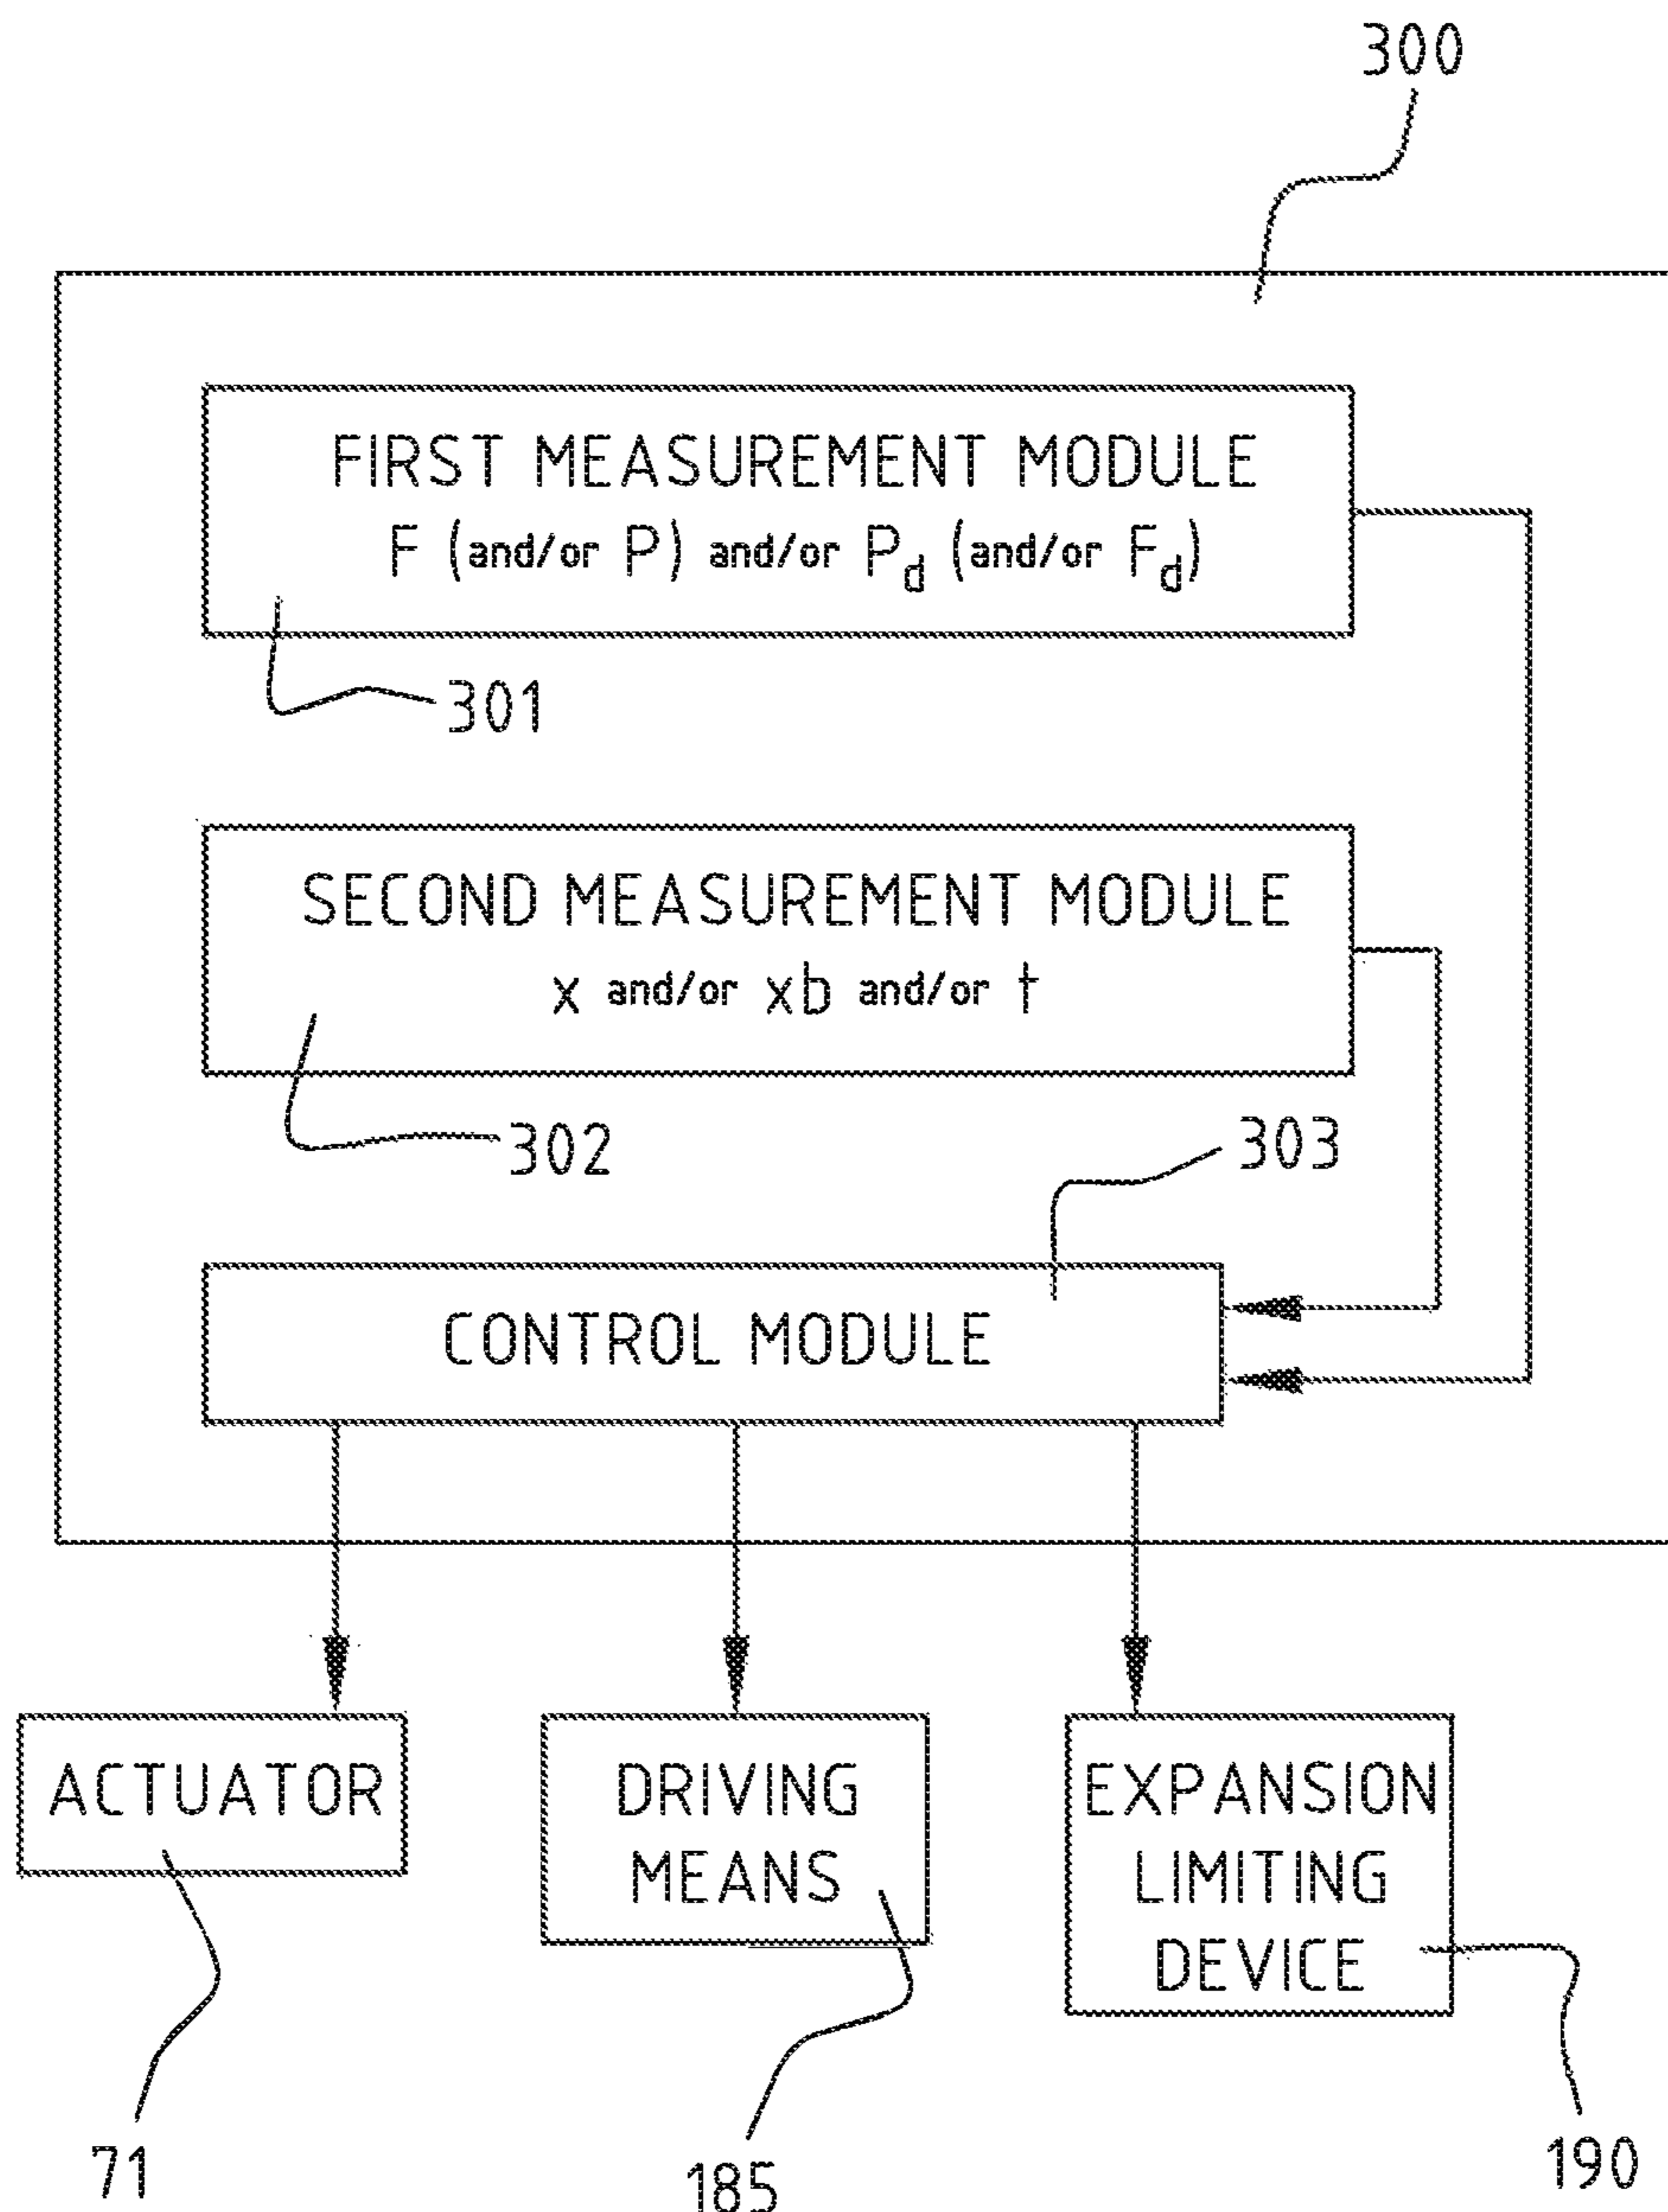 300
FIRST MEASUREMENT MODULE
F (and/or P) and/or Pd (and/or Fd)
301
SECOND MEASUREMENT MODULE
x and/or xb and/or t
302
303
CONTROL MODULE
ACTUATOR
DRIVING
MEANS
EXPANSION
LIMITING
DEVICE
71
185
190